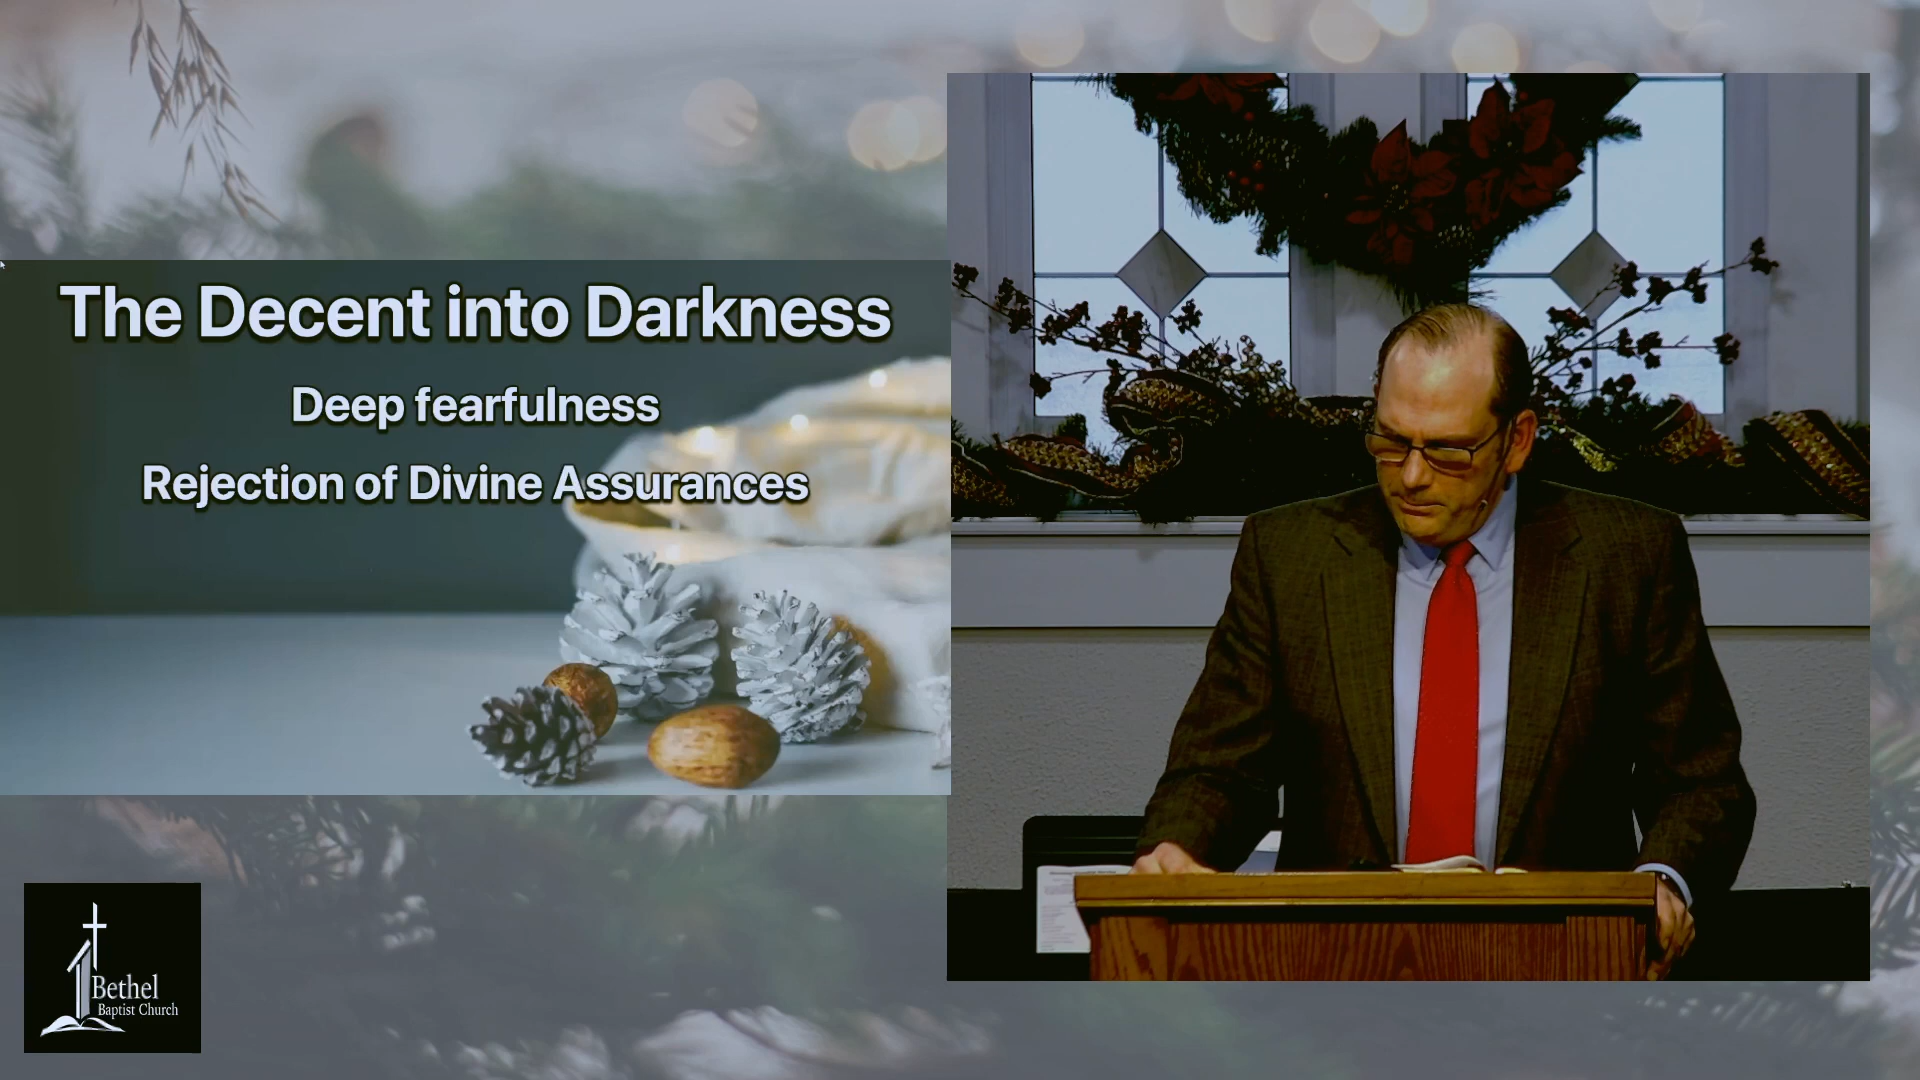 The Decent into Darkness
Deep fearfulness
Rejection of Divine Assurances
Bethel
Baptist Church